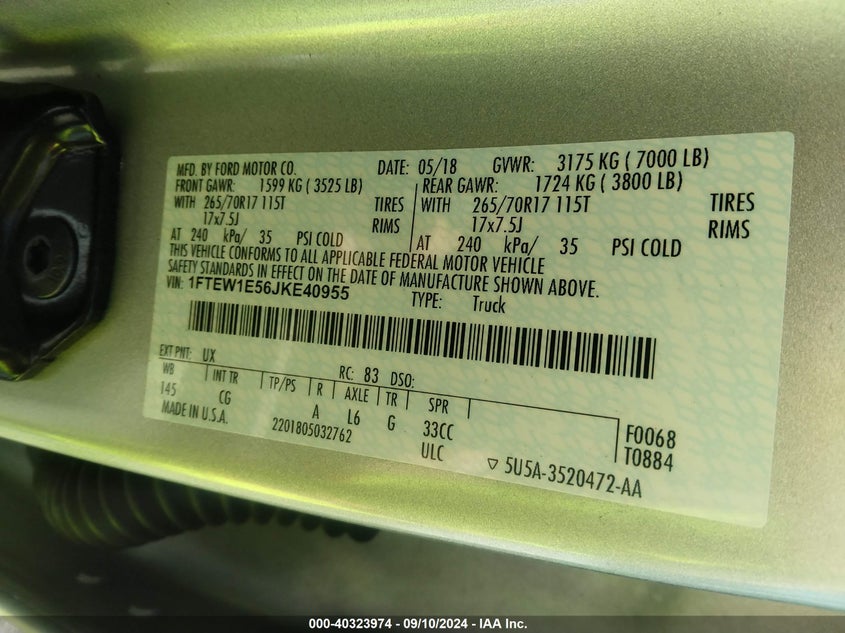 MFD. BY FORD MOTOR CO. DATE: 05/18 GVWR: 3175 KG ( 7000 LB)
FRONT GAWR: 1599 KG ( 3525 LB) REAR GAWR: 1724 KG ( 3800 LB)
WITH 265/70R17 115T TIRES WITH 265/70R17 115T TIRES
17x7.5J RIMS 17x7.5J RIMS
AT 240 kPa/ 35 PSI COLD AT 240 kPa/ 35 PSI COLD
THIS VEHICLE CONFORMS TO ALL APPLICABLE FEDERAL MOTOR VEHICLE
SAFETY STANDARDS IN EFFECT ON THE DATE OF MANUFACTURE SHOWN ABOVE.
VIN: 1FTEW1E56JKE40955 TYPE: Truck
EXT PNT: UX RC: 83 DSO:
WB INT TR TP/PS R AXLE TR SPR
145 CG A L6 G 33CC F0068
MADE IN U.S.A. 2201805032762 ULC T0884
▽ 5U5A-3520472-AA
000-40323974 - 09/10/2024 - IAA Inc.